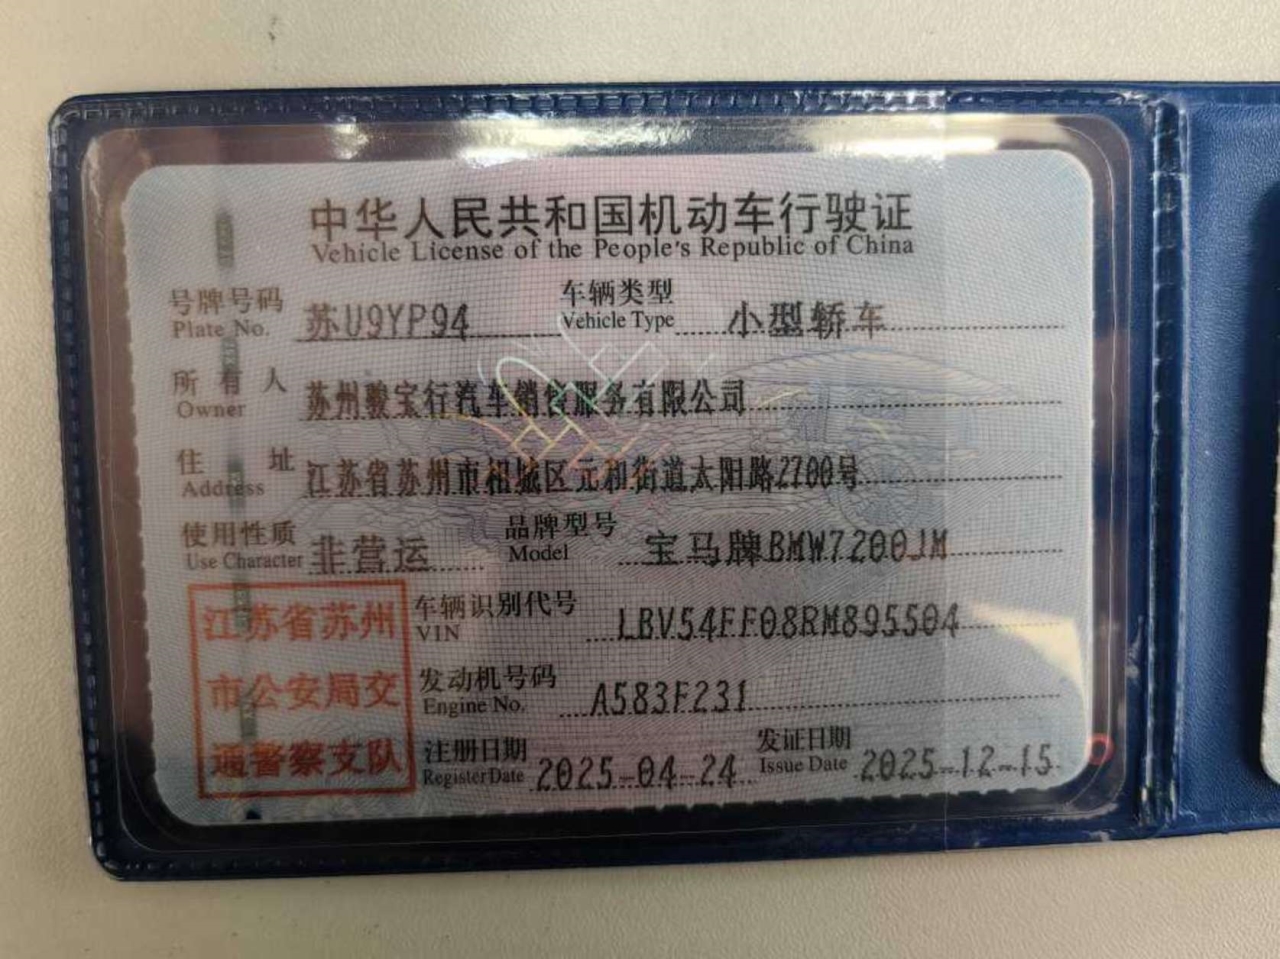 中华人民共和国机动车行驶证
Vehicle License of the People's Republic of China
号牌号码 苏U9YP94 车辆类型 小型轿车
Plate No. Vehicle Type
所有人 苏州骏宝行汽车销售服务有限公司
Owner
住址 江苏省苏州市相城区元和街道太阳路2700号
Address
使用性质 非营运 品牌型号 宝马牌BMW7200JM
Use Character Model
江苏省苏州
市公安局交
通警察支队
车辆识别代号 LBV54FF08RM895504
VIN
发动机号码 A583F231
Engine No.
注册日期 2025-04-24 发证日期 2025-12-15
Register Date Issue Date